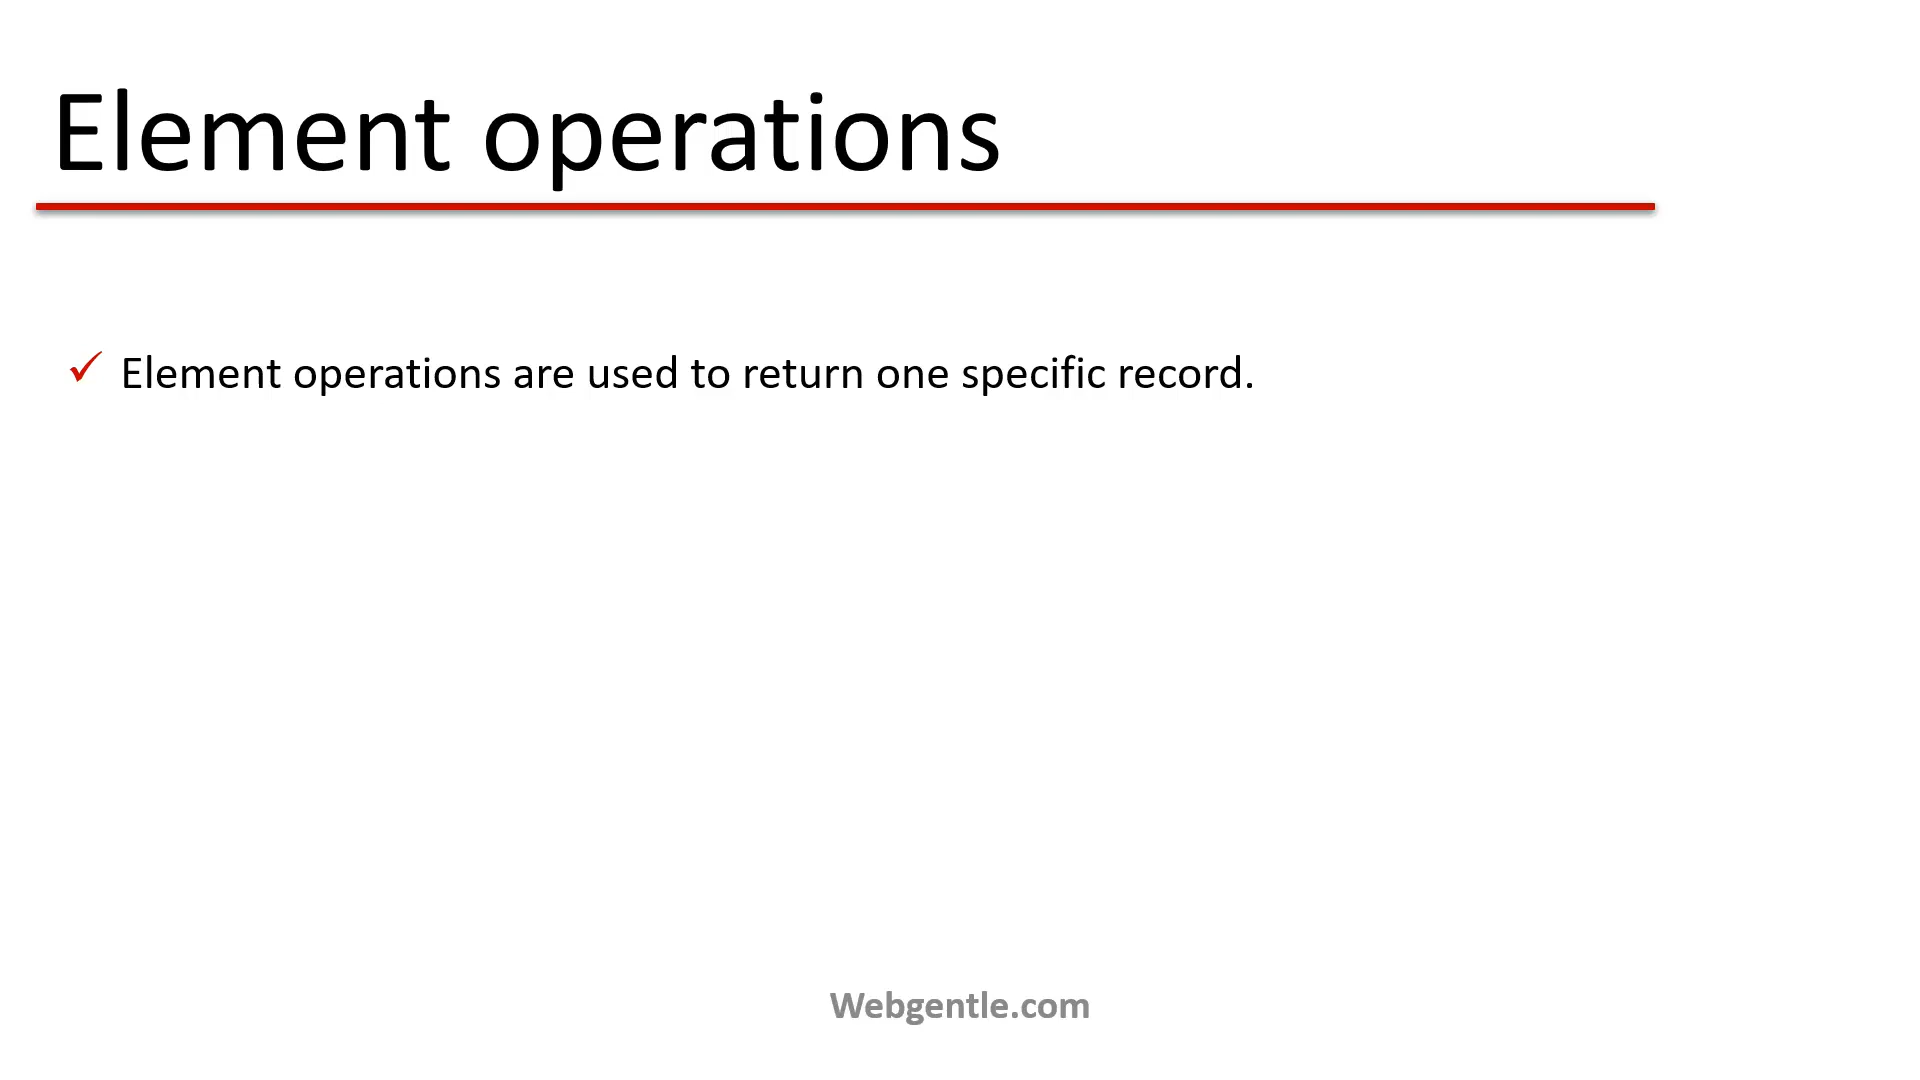 Element operations
✓ Element operations are used to return one specific record.
Webgentle.com